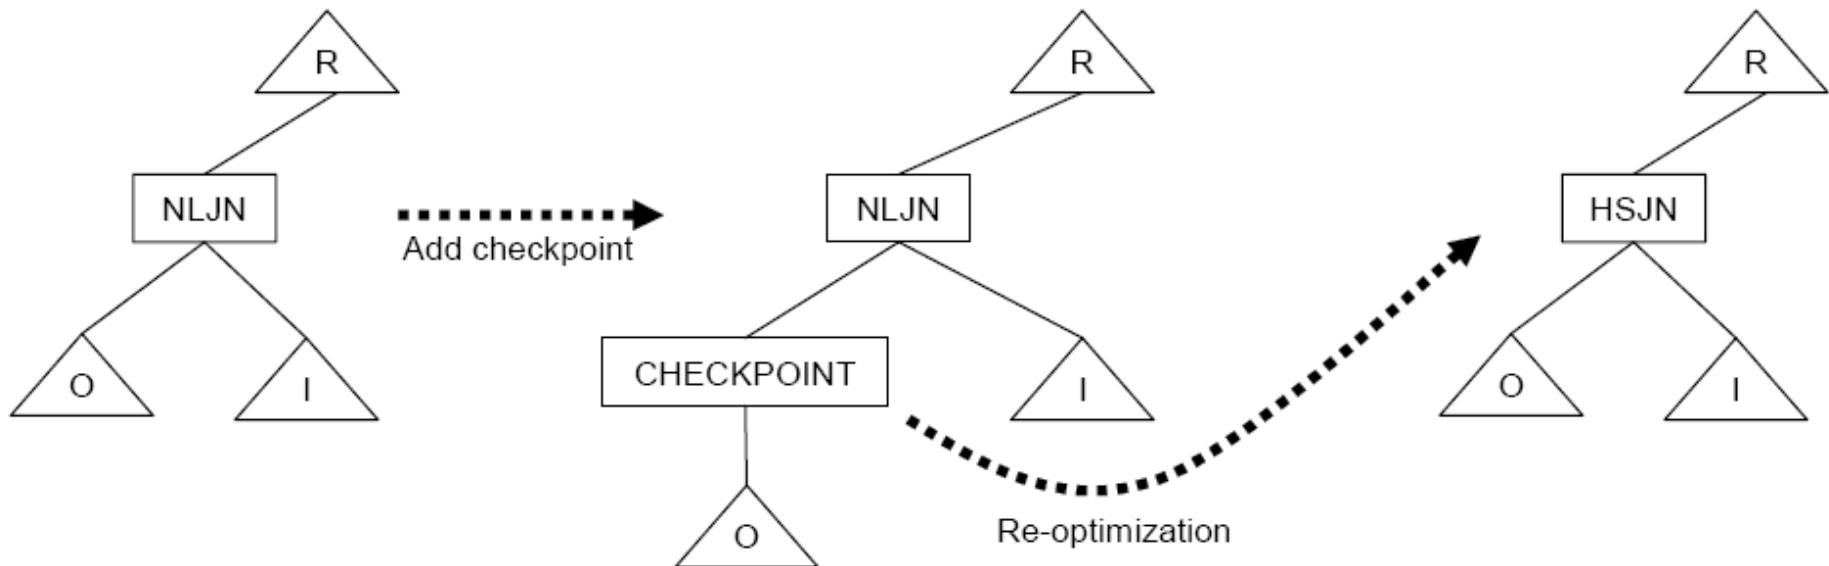 R
R
R
NLJN
NLJN
HSJN
Add checkpoint
O
I
CHECKPOINT
I
O
I
O
Re-optimization